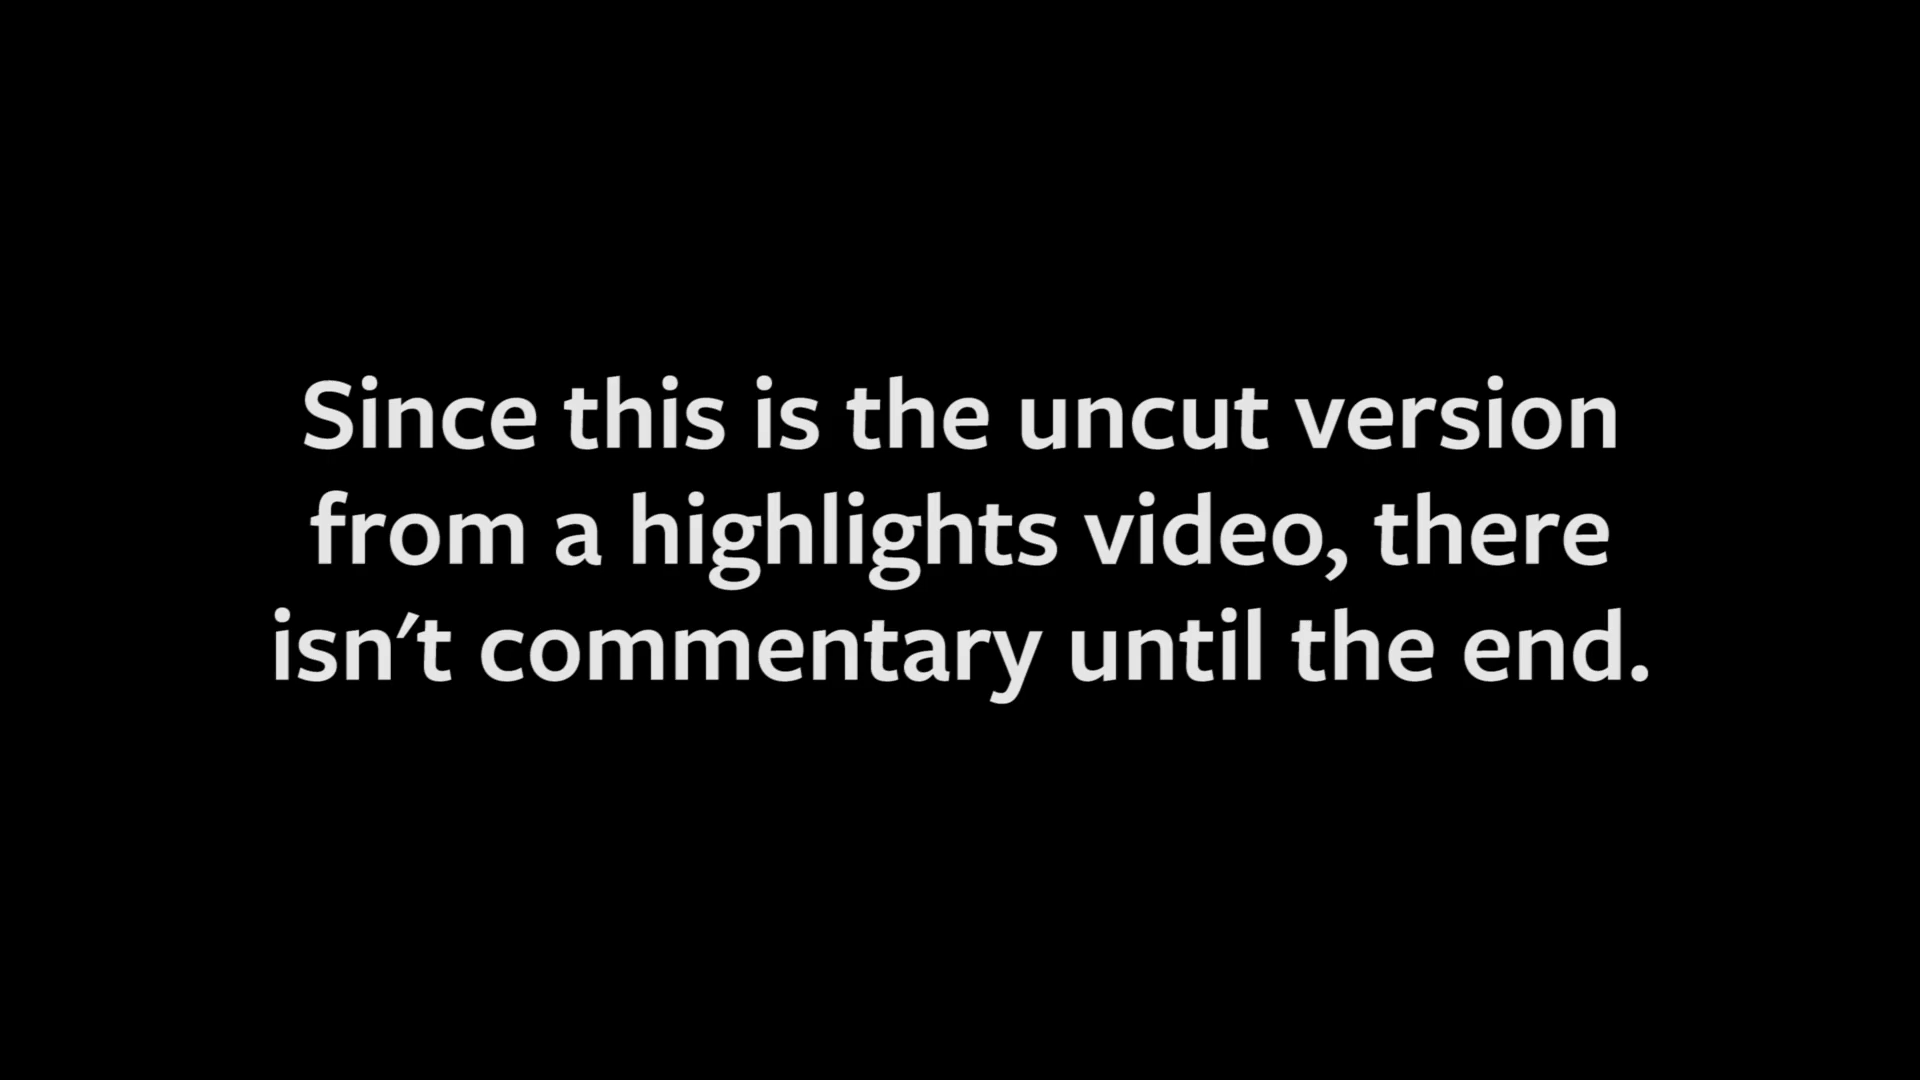 Since this is the uncut version
from a highlights video, there
isn't commentary until the end.